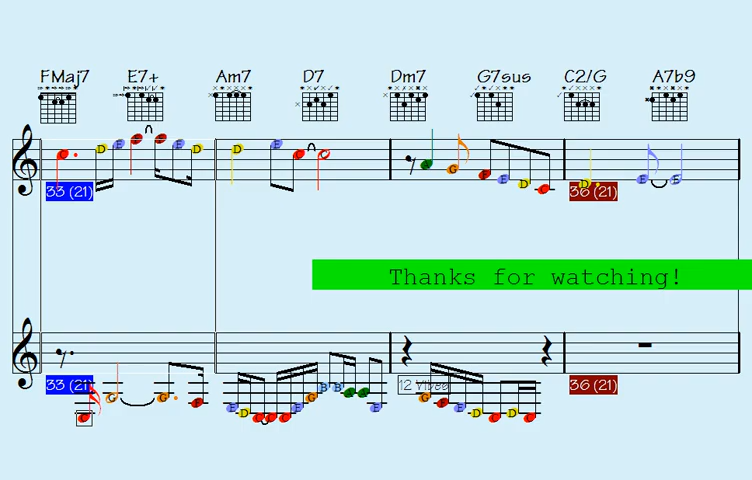 FMaj7 E7+ Am7 D7 Dm7 G7sus C2/G A7b9
33 (21) 36 (21)
Thanks for watching!
33 (21) 12 Vibes 36 (21)